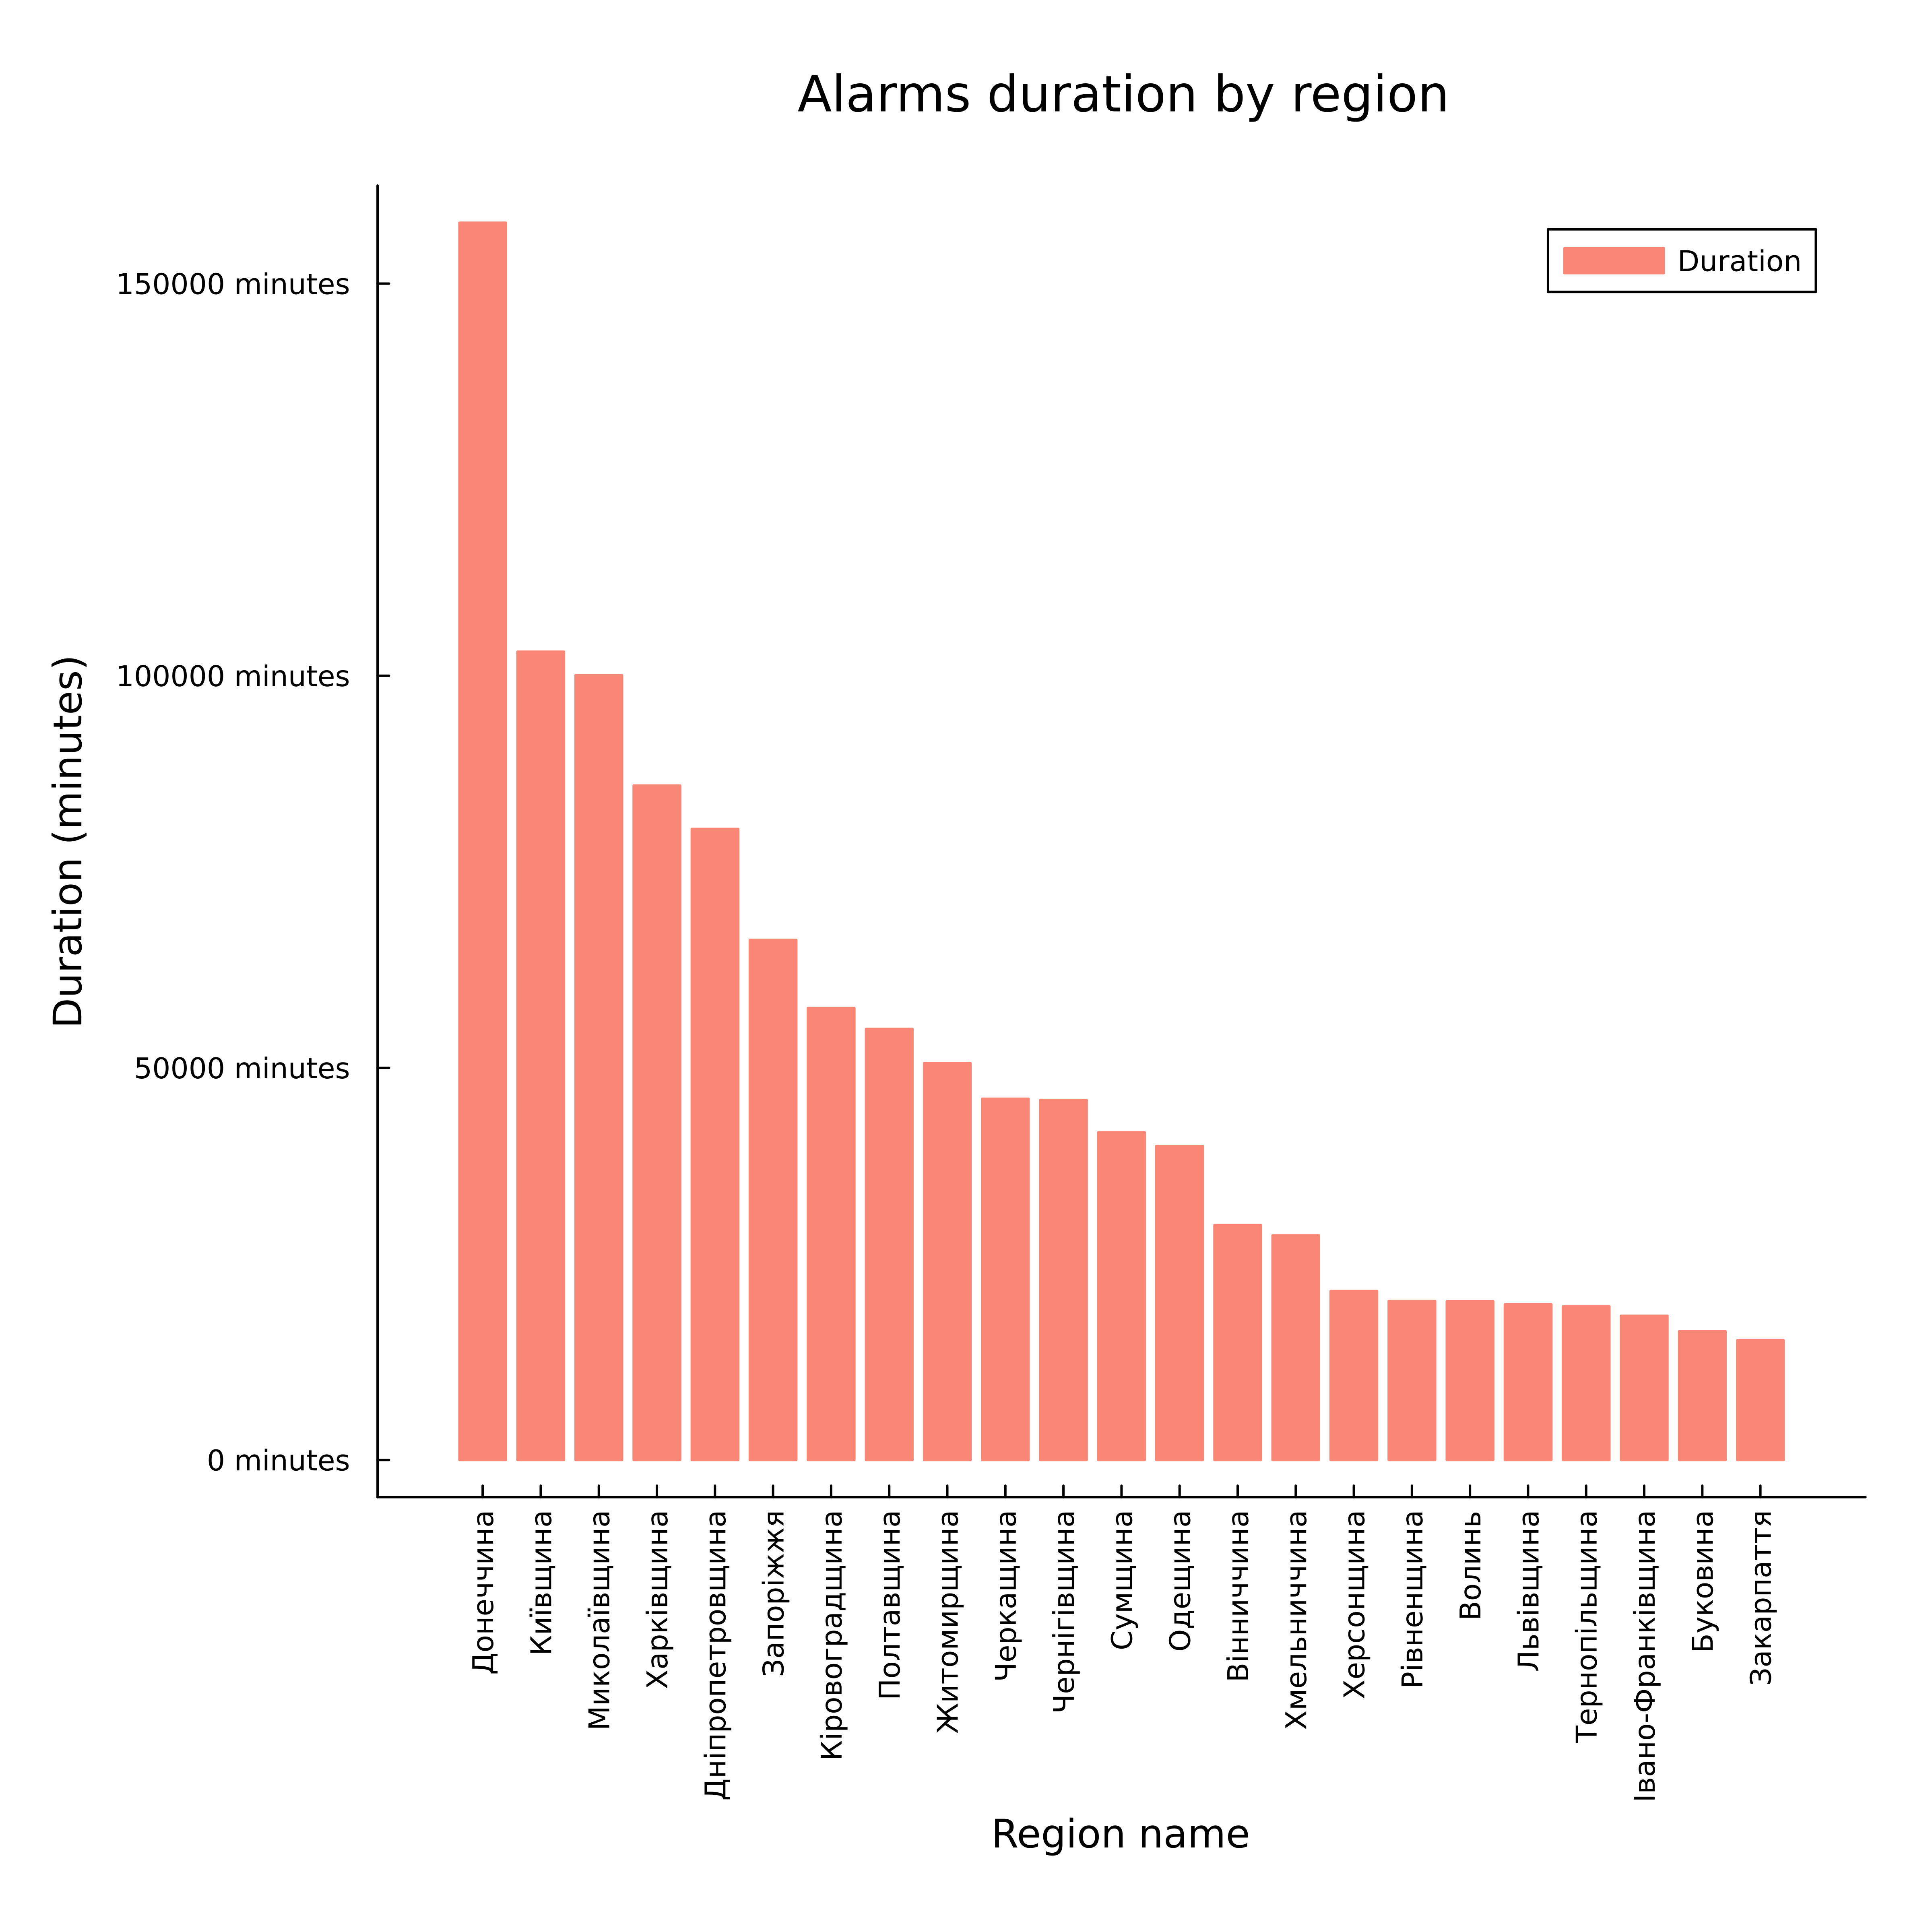 Alarms duration by region
Duration
Duration (minutes)
150000 minutes
100000 minutes
50000 minutes
0 minutes
Донеччина
Київщина
Миколаївщина
Харківщина
Дніпропетровщина
Запоріжжя
Кіровоградщина
Полтавщина
Житомирщина
Черкащина
Чернігівщина
Сумщина
Одещина
Вінниччина
Хмельниччина
Херсонщина
Рівненщина
Волинь
Львівщина
Тернопільщина
Івано-Франківщина
Буковина
Закарпаття
Region name